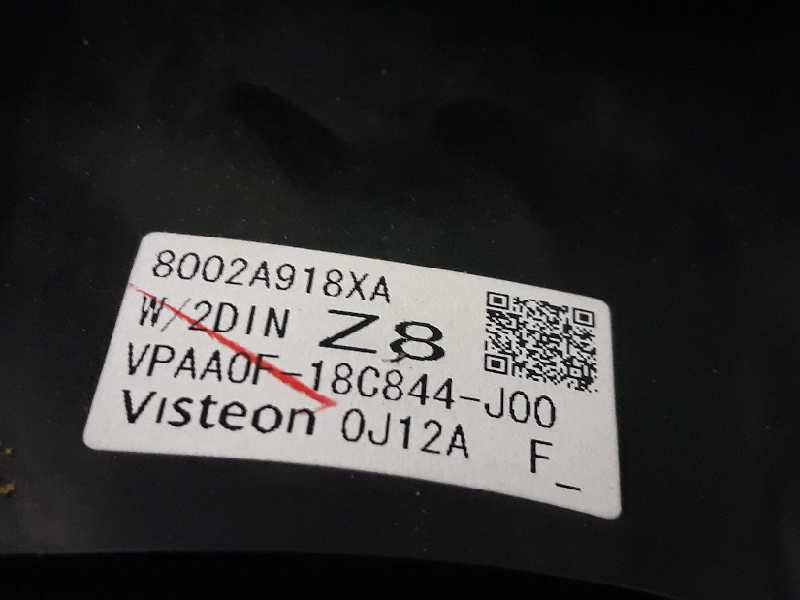 8002A918XA
W/2DIN Z8
VPAA0F-18C844-J00
Visteon 0J12A F_